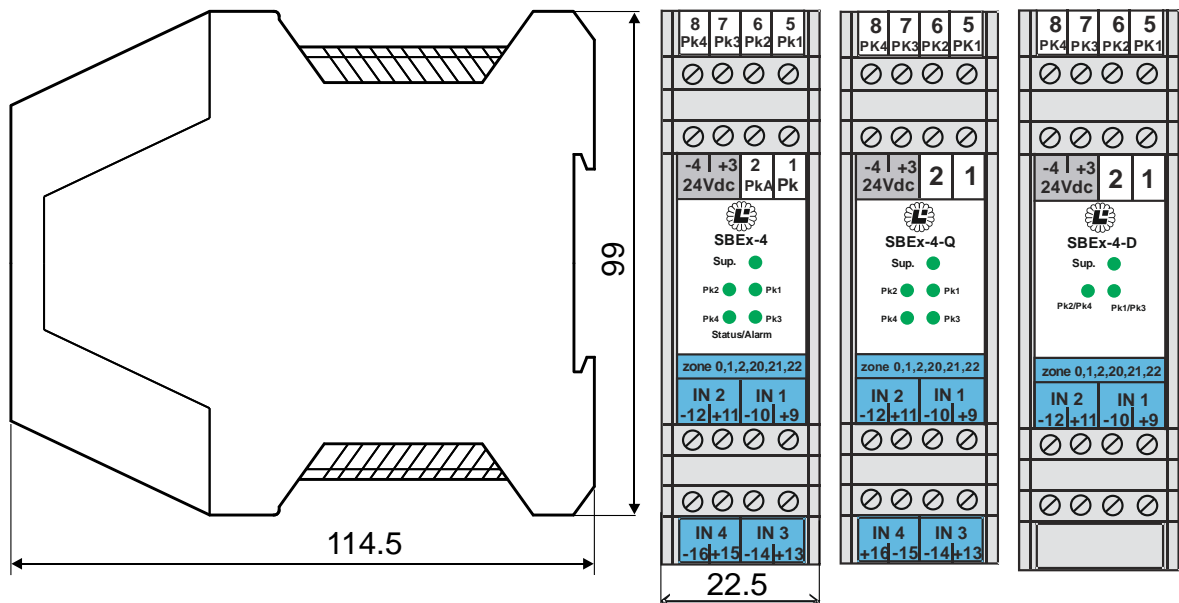 114.5
99
8 7 6 5
Pk4 Pk3 Pk2 Pk1
-4 +3 2 1
24Vdc PkA Pk
SBEx-4
Sup.
Pk2 Pk1
Pk4 Pk3
Status/Alarm
zone 0,1,2,20,21,22
IN 2 IN 1
-12 +11 -10 +9
IN 4 IN 3
-16 +15 -14 +13
22.5
8 7 6 5
PK4 PK3 PK2 PK1
-4 +3
24Vdc 2 1
SBEx-4-Q
Sup.
Pk2 Pk1
Pk4 Pk3
zone 0,1,2,20,21,22
IN 2 IN 1
-12 +11 -10 +9
IN 4 IN 3
+16 -15 -14 +13
8 7 6 5
PK4 PK3 PK2 PK1
-4 +3
24Vdc 2 1
SBEx-4-D
Sup.
Pk2/Pk4 Pk1/Pk3
zone 0,1,2,20,21,22
IN 2 IN 1
-12 +11 -10 +9